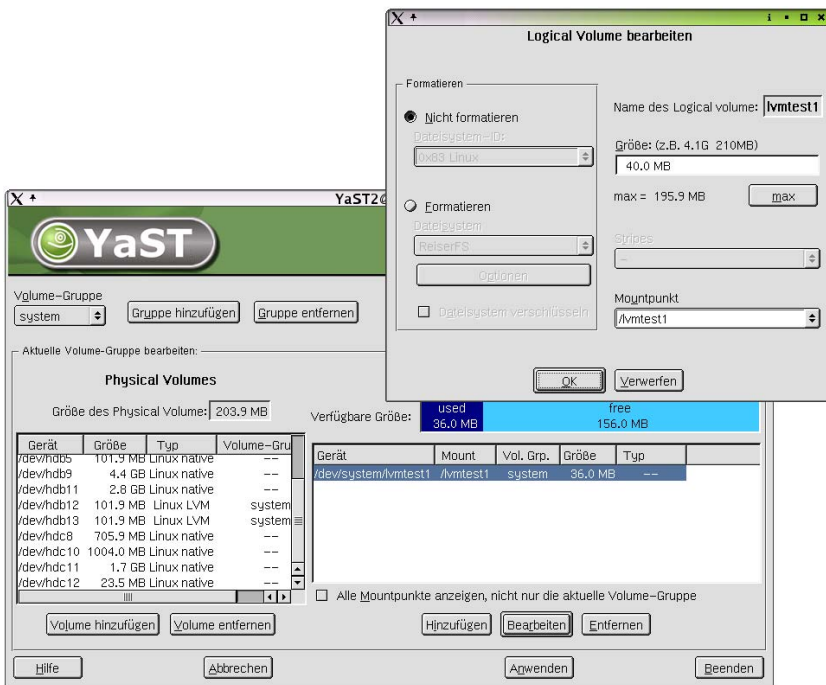 Logical Volume bearbeiten
Formatieren
Nicht formatieren
Dateisystem-ID:
0x83 Linux
Formatieren
Dateisystem
ReiserFS
Optionen
Dateisystem verschlüsseln
Name des Logical volume: lvmtest1
Größe: (z.B. 4.1G 210MB)
40.0 MB
max = 195.9 MB max
Stripes
-
Mountpunkt
/lvmtest1
OK Verwerfen
YaST2@
YaST
Volume-Gruppe
system Gruppe hinzufügen Gruppe entfernen
Aktuelle Volume-Gruppe bearbeiten:
Physical Volumes
Größe des Physical Volume: 203.9 MB
Gerät Größe Typ Volume-Gru
/dev/hdb5 101.9 MB Linux native --
/dev/hdb9 4.4 GB Linux native --
/dev/hdb11 2.8 GB Linux native --
/dev/hdb12 101.9 MB Linux LVM system
/dev/hdb13 101.9 MB Linux LVM system
/dev/hdc8 705.9 MB Linux native --
/dev/hdc10 1004.0 MB Linux native --
/dev/hdc11 1.7 GB Linux native --
/dev/hdc12 23.5 MB Linux native --
Volume hinzufügen Volume entfernen
Verfügbare Größe:
used
36.0 MB
free
156.0 MB
Gerät Mount Vol. Grp. Größe Typ
/dev/system/lvmtest1 /lvmtest1 system 36.0 MB --
Alle Mountpunkte anzeigen, nicht nur die aktuelle Volume-Gruppe
Hinzufügen Bearbeiten Entfernen
Hilfe Abbrechen Anwenden Beenden